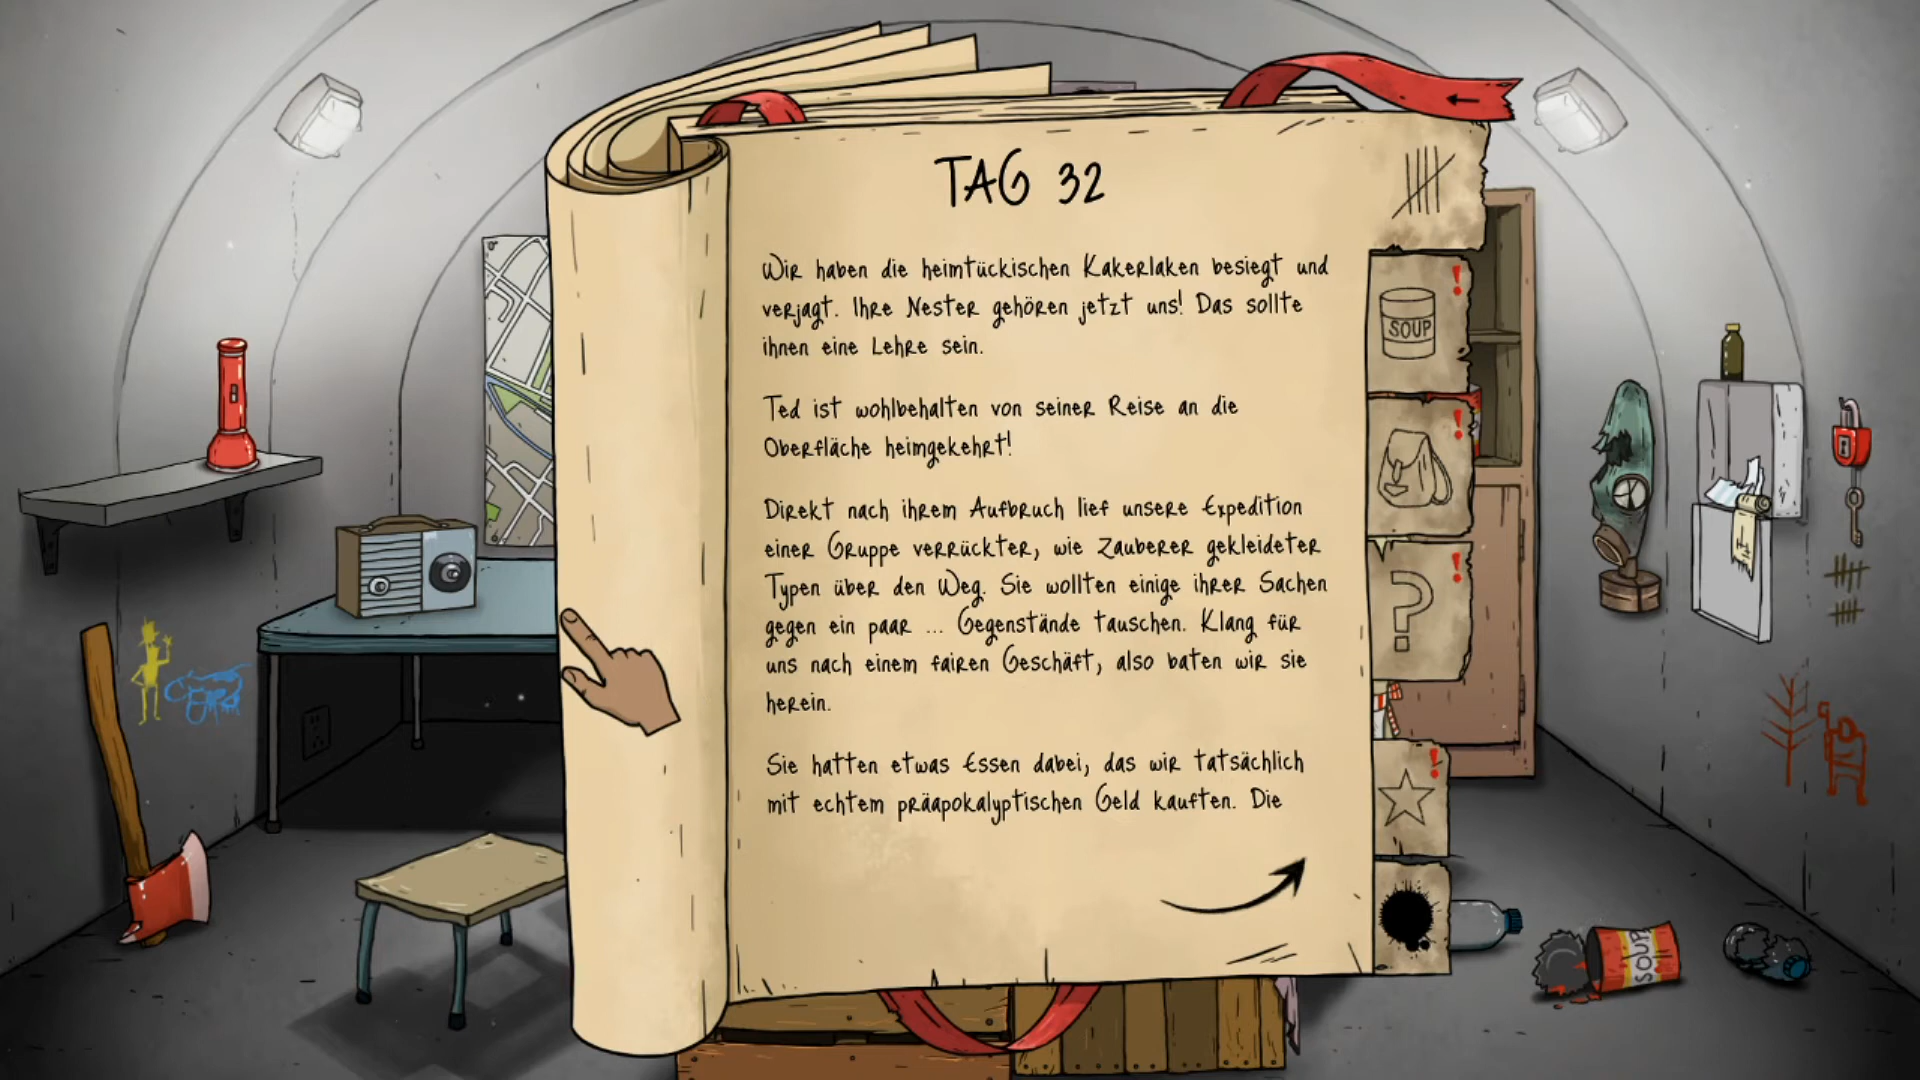 TAG 32
Wir haben die heimtückischen Kakerlaken besiegt und
verjagt. Ihre Nester gehören jetzt uns! Das sollte
ihnen eine Lehre sein.
Ted ist wohlbehalten von seiner Reise an die
Oberfläche heimgekehrt!
Direkt nach ihrem Aufbruch lief unsere Expedition
einer Gruppe verrückter, wie Zauberer gekleideter
Typen über den Weg. Sie wollten einige ihrer Sachen
gegen ein paar ... Gegenstände tauschen. Klang für
uns nach einem fairen Geschäft, also baten wir sie
herein.
Sie hatten etwas Essen dabei, das wir tatsächlich
mit echtem präapokalyptischen Geld kauften. Die
!
SOUP
!
!
?
!
SOUP